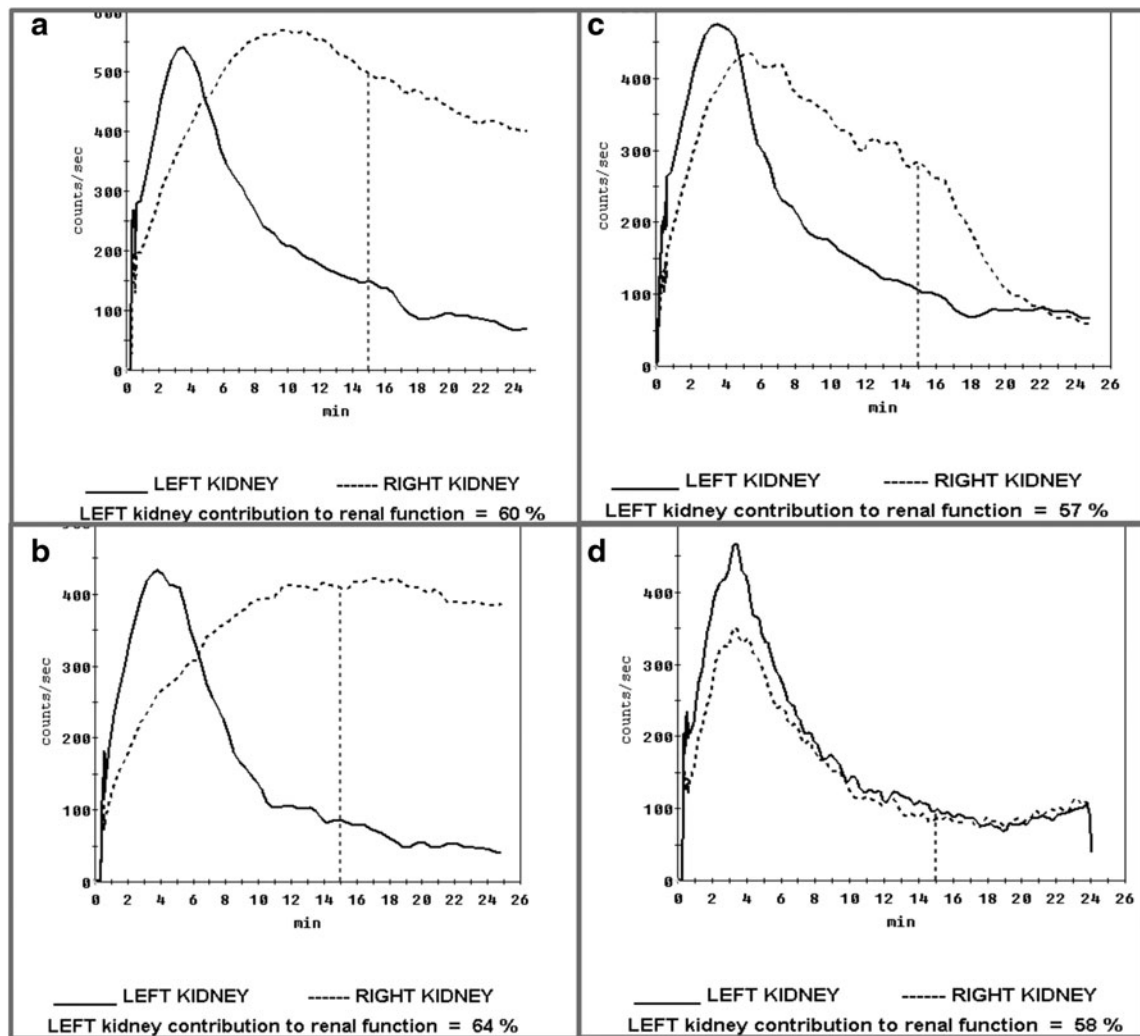 a
500
400
300
200
100
0
counts/sec
0 2 4 6 8 10 12 14 16 18 20 22 24
min
LEFT KIDNEY RIGHT KIDNEY
LEFT kidney contribution to renal function = 60 %
c
400
300
200
100
0
counts/sec
0 2 4 6 8 10 12 14 16 18 20 22 24 26
min
LEFT KIDNEY RIGHT KIDNEY
LEFT kidney contribution to renal function = 57 %
b
400
300
200
100
0
counts/sec
0 2 4 6 8 10 12 14 16 18 20 22 24 26
min
LEFT KIDNEY RIGHT KIDNEY
LEFT kidney contribution to renal function = 64 %
d
400
300
200
100
0
counts/sec
0 2 4 6 8 10 12 14 16 18 20 22 24 26
min
LEFT KIDNEY RIGHT KIDNEY
LEFT kidney contribution to renal function = 58 %